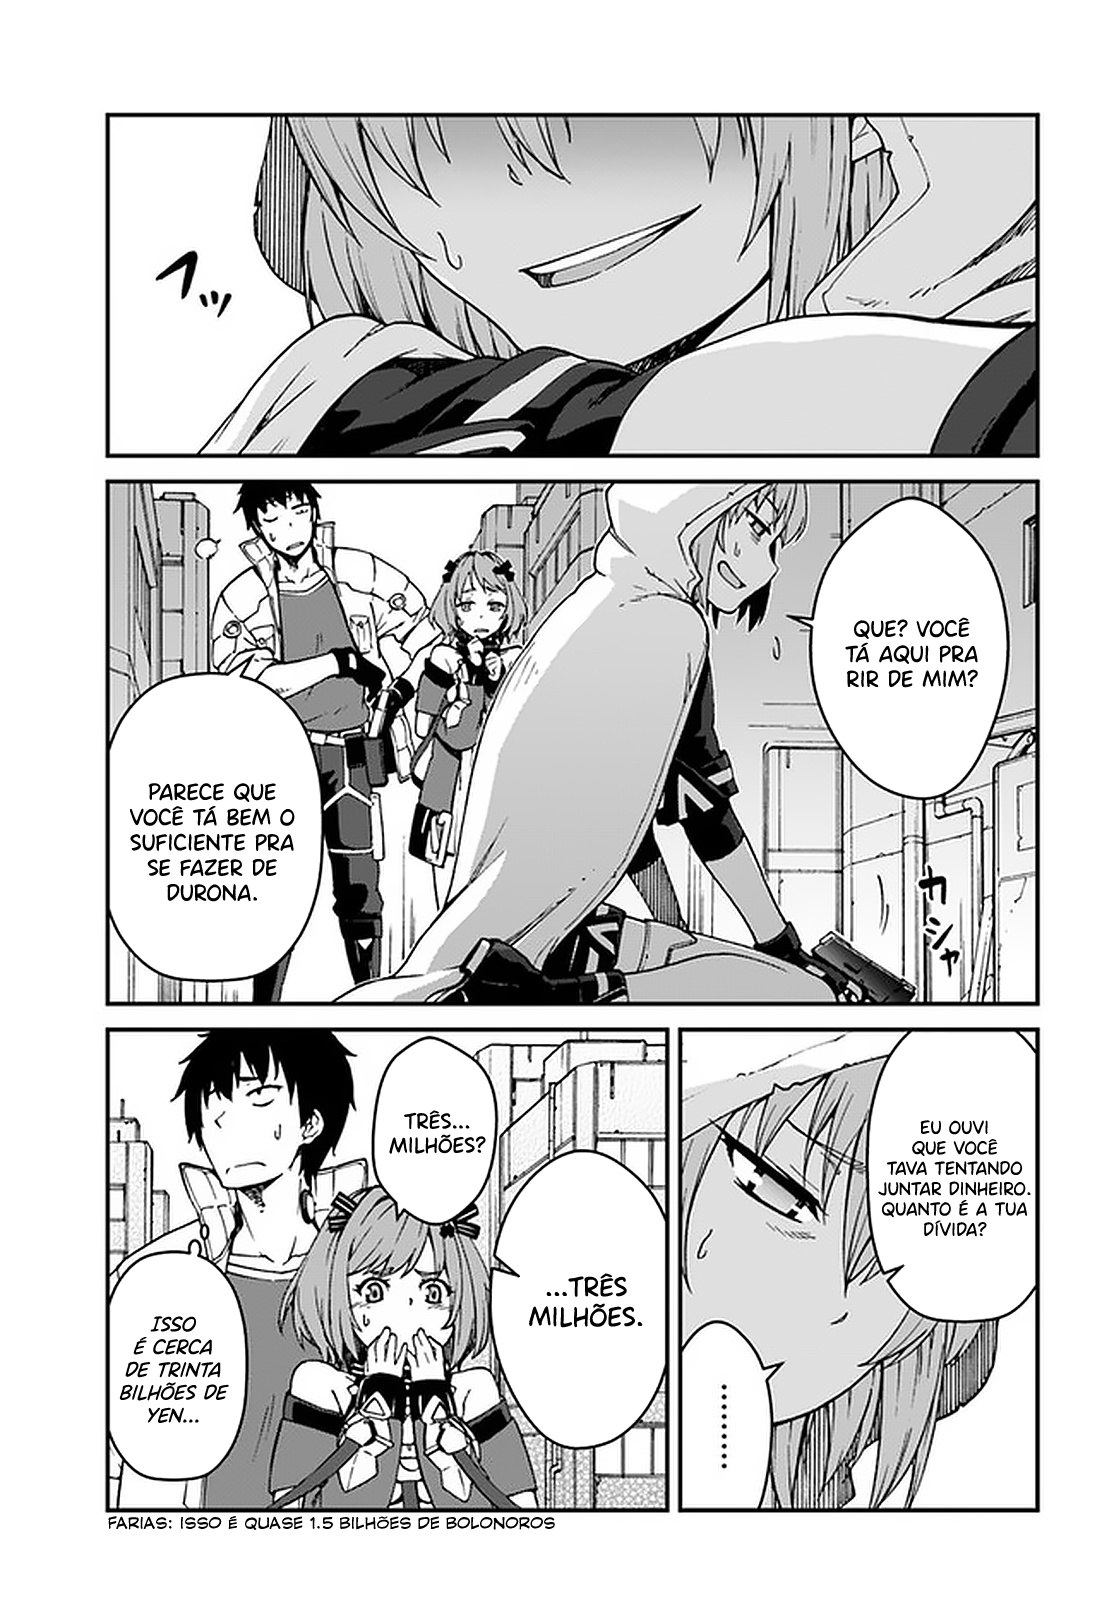 クッ
QUE? VOCÊ
TÁ AQUI PRA
RIR DE MIM?
PARECE QUE
VOCÊ TÁ BEM O
SUFICIENTE PRA
SE FAZER DE
DURONA.
カシャ
EU OUVI
QUE VOCÊ
TAVA TENTANDO
JUNTAR DINHEIRO.
QUANTO É A TUA
DÍVIDA?
.........
...TRÊS
MILHÕES.
TRÊS...
MILHÕES?
ISSO
É CERCA
DE TRINTA
BILHÕES DE
YEN...
FARIAS: ISSO É QUASE 1.5 BILHÕES DE BOLONOROS